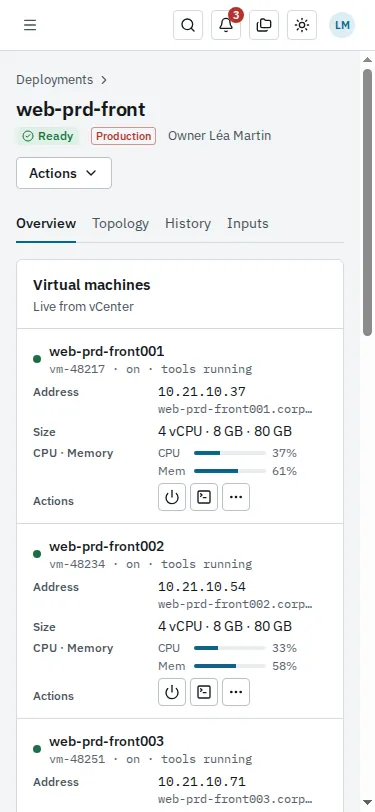 3
LM
Deployments
web-prd-front
Ready Production Owner Léa Martin
Actions
Overview Topology History Inputs
Virtual machines
Live from vCenter
web-prd-front001
vm-48217 · on · tools running
Address 10.21.10.37
web-prd-front001.corp…
Size 4 vCPU · 8 GB · 80 GB
CPU · Memory CPU 37%
Mem 61%
Actions
web-prd-front002
vm-48234 · on · tools running
Address 10.21.10.54
web-prd-front002.corp…
Size 4 vCPU · 8 GB · 80 GB
CPU · Memory CPU 33%
Mem 58%
Actions
web-prd-front003
vm-48251 · on · tools running
Address 10.21.10.71
web-prd-front003.corp…